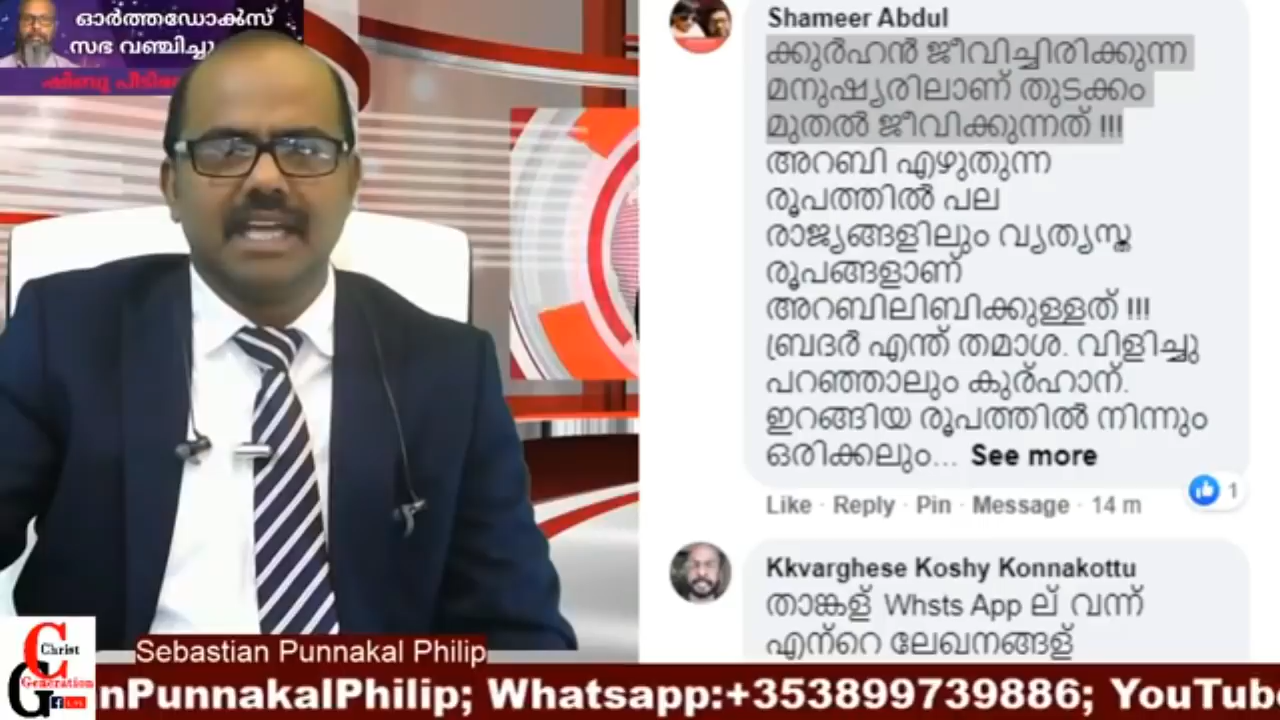 ഓർത്തഡോക്സ്
സഭ വഞ്ചിച്ചു
ഷിബു
Shameer Abdul
ക്കുർഹൻ ജീവിച്ചിരിക്കുന്ന
മനുഷ്യരിലാണ് തുടക്കം
മുതൽ ജീവിക്കുന്നത് !!!
അറബി എഴുതുന്ന
രൂപത്തിൽ പല
രാജ്യങ്ങളിലും വ്യത്യസ്ത
രൂപങ്ങളാണ്
അറബിലിബിക്കുള്ളത് !!!
ബ്രദർ എന്ത് തമാശ. വിളിച്ചു
പറഞ്ഞാലും കുർഹാന്.
ഇറങ്ങിയ രൂപത്തിൽ നിന്നും
ഒരിക്കലും... See more
Like · Reply · Pin · Message · 14 m
1
Kkvarghese Koshy Konnakottu
താങ്കള് Whsts App ല് വന്ന്
എന്റെ ലേഖനങ്ങള്
Christ
Generation
Sebastian Punnakal Philip
nPunnakalPhilip; Whatsapp:+353899739886; YouTub